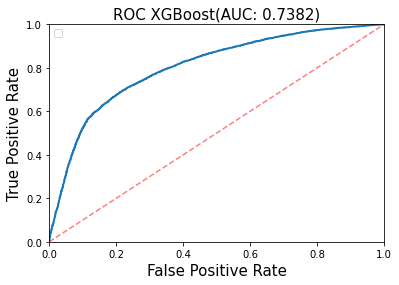 ROC XGBoost(AUC: 0.7382)
1.0
0.8
0.6
0.4
0.2
0.0
True Positive Rate
0.0 0.2 0.4 0.6 0.8 1.0
False Positive Rate